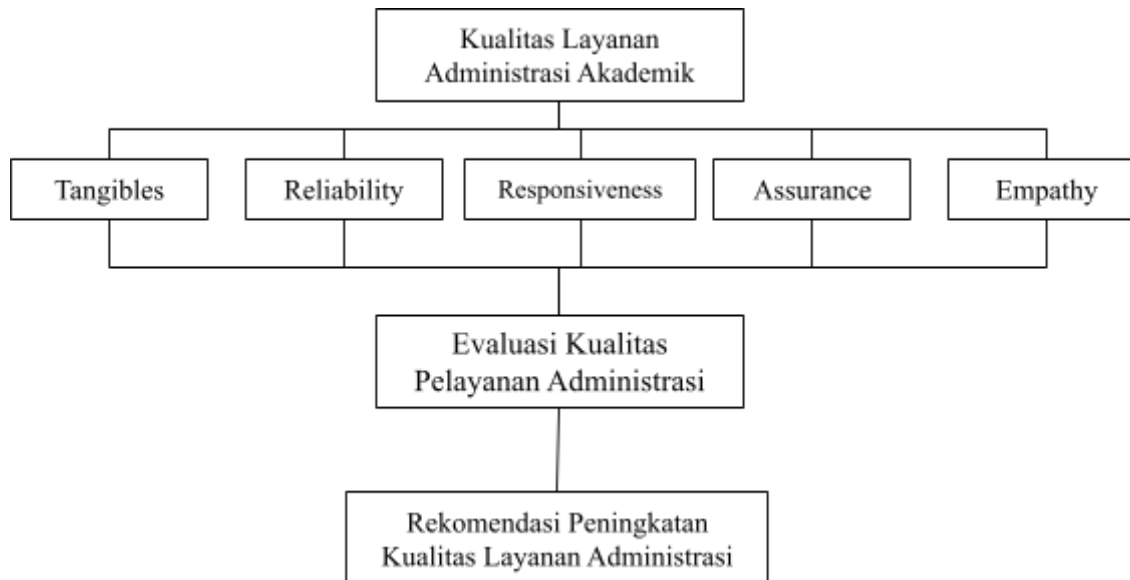 Kualitas Layanan
Administrasi Akademik
Tangibles
Reliability
Responsiveness
Assurance
Empathy
Evaluasi Kualitas
Pelayanan Administrasi
Rekomendasi Peningkatan
Kualitas Layanan Administrasi